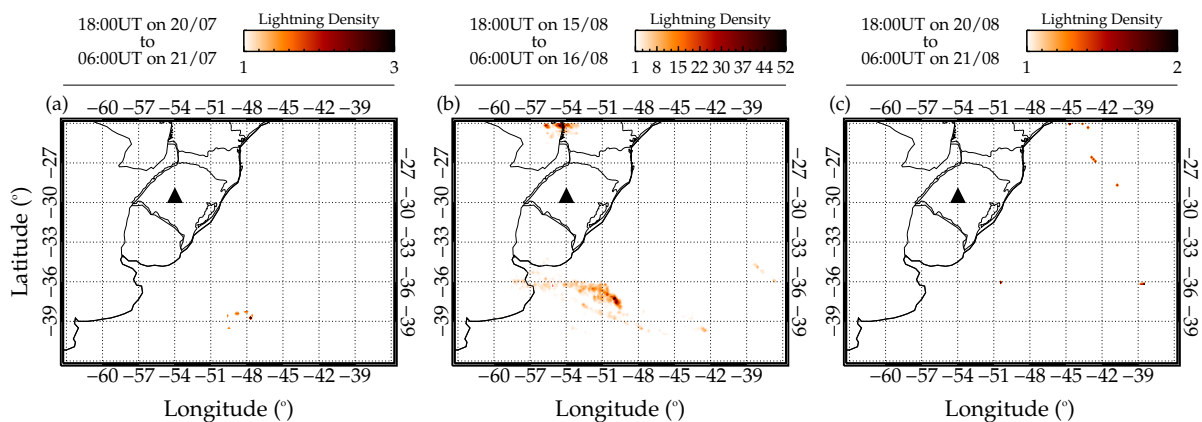 18:00UT on 20/07
to
06:00UT on 21/07
Lightning Density
1 3
(a)
−60 −57 −54 −51 −48 −45 −42 −39
−27 −30 −33 −36 −39
−27 −30 −33 −36 −39
−60 −57 −54 −51 −48 −45 −42 −39
Latitude (°)
Longitude (°)
18:00UT on 15/08
to
06:00UT on 16/08
Lightning Density
1 8 15 22 30 37 44 52
(b)
−60 −57 −54 −51 −48 −45 −42 −39
−27 −30 −33 −36 −39
−27 −30 −33 −36 −39
−60 −57 −54 −51 −48 −45 −42 −39
Longitude (°)
18:00UT on 20/08
to
06:00UT on 21/08
Lightning Density
1 2
(c)
−60 −57 −54 −51 −48 −45 −42 −39
−27 −30 −33 −36 −39
−27 −30 −33 −36 −39
−60 −57 −54 −51 −48 −45 −42 −39
Longitude (°)